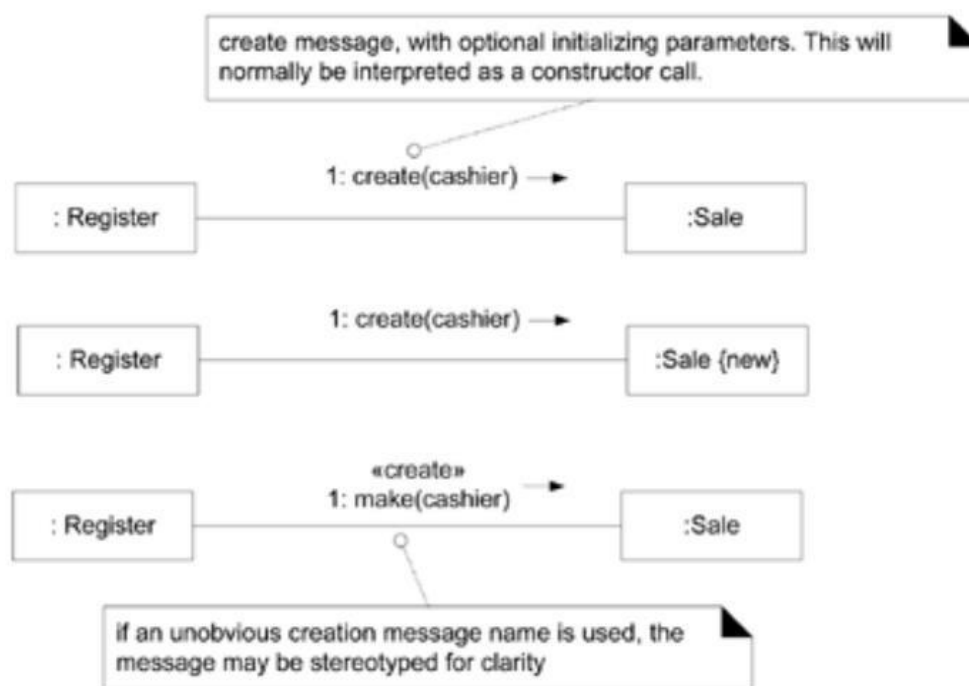 create message, with optional initializing parameters. This will
normally be interpreted as a constructor call.
1: create(cashier)
: Register
:Sale
1: create(cashier)
: Register
:Sale {new}
«create»
1: make(cashier)
: Register
:Sale
if an unobvious creation message name is used, the
message may be stereotyped for clarity